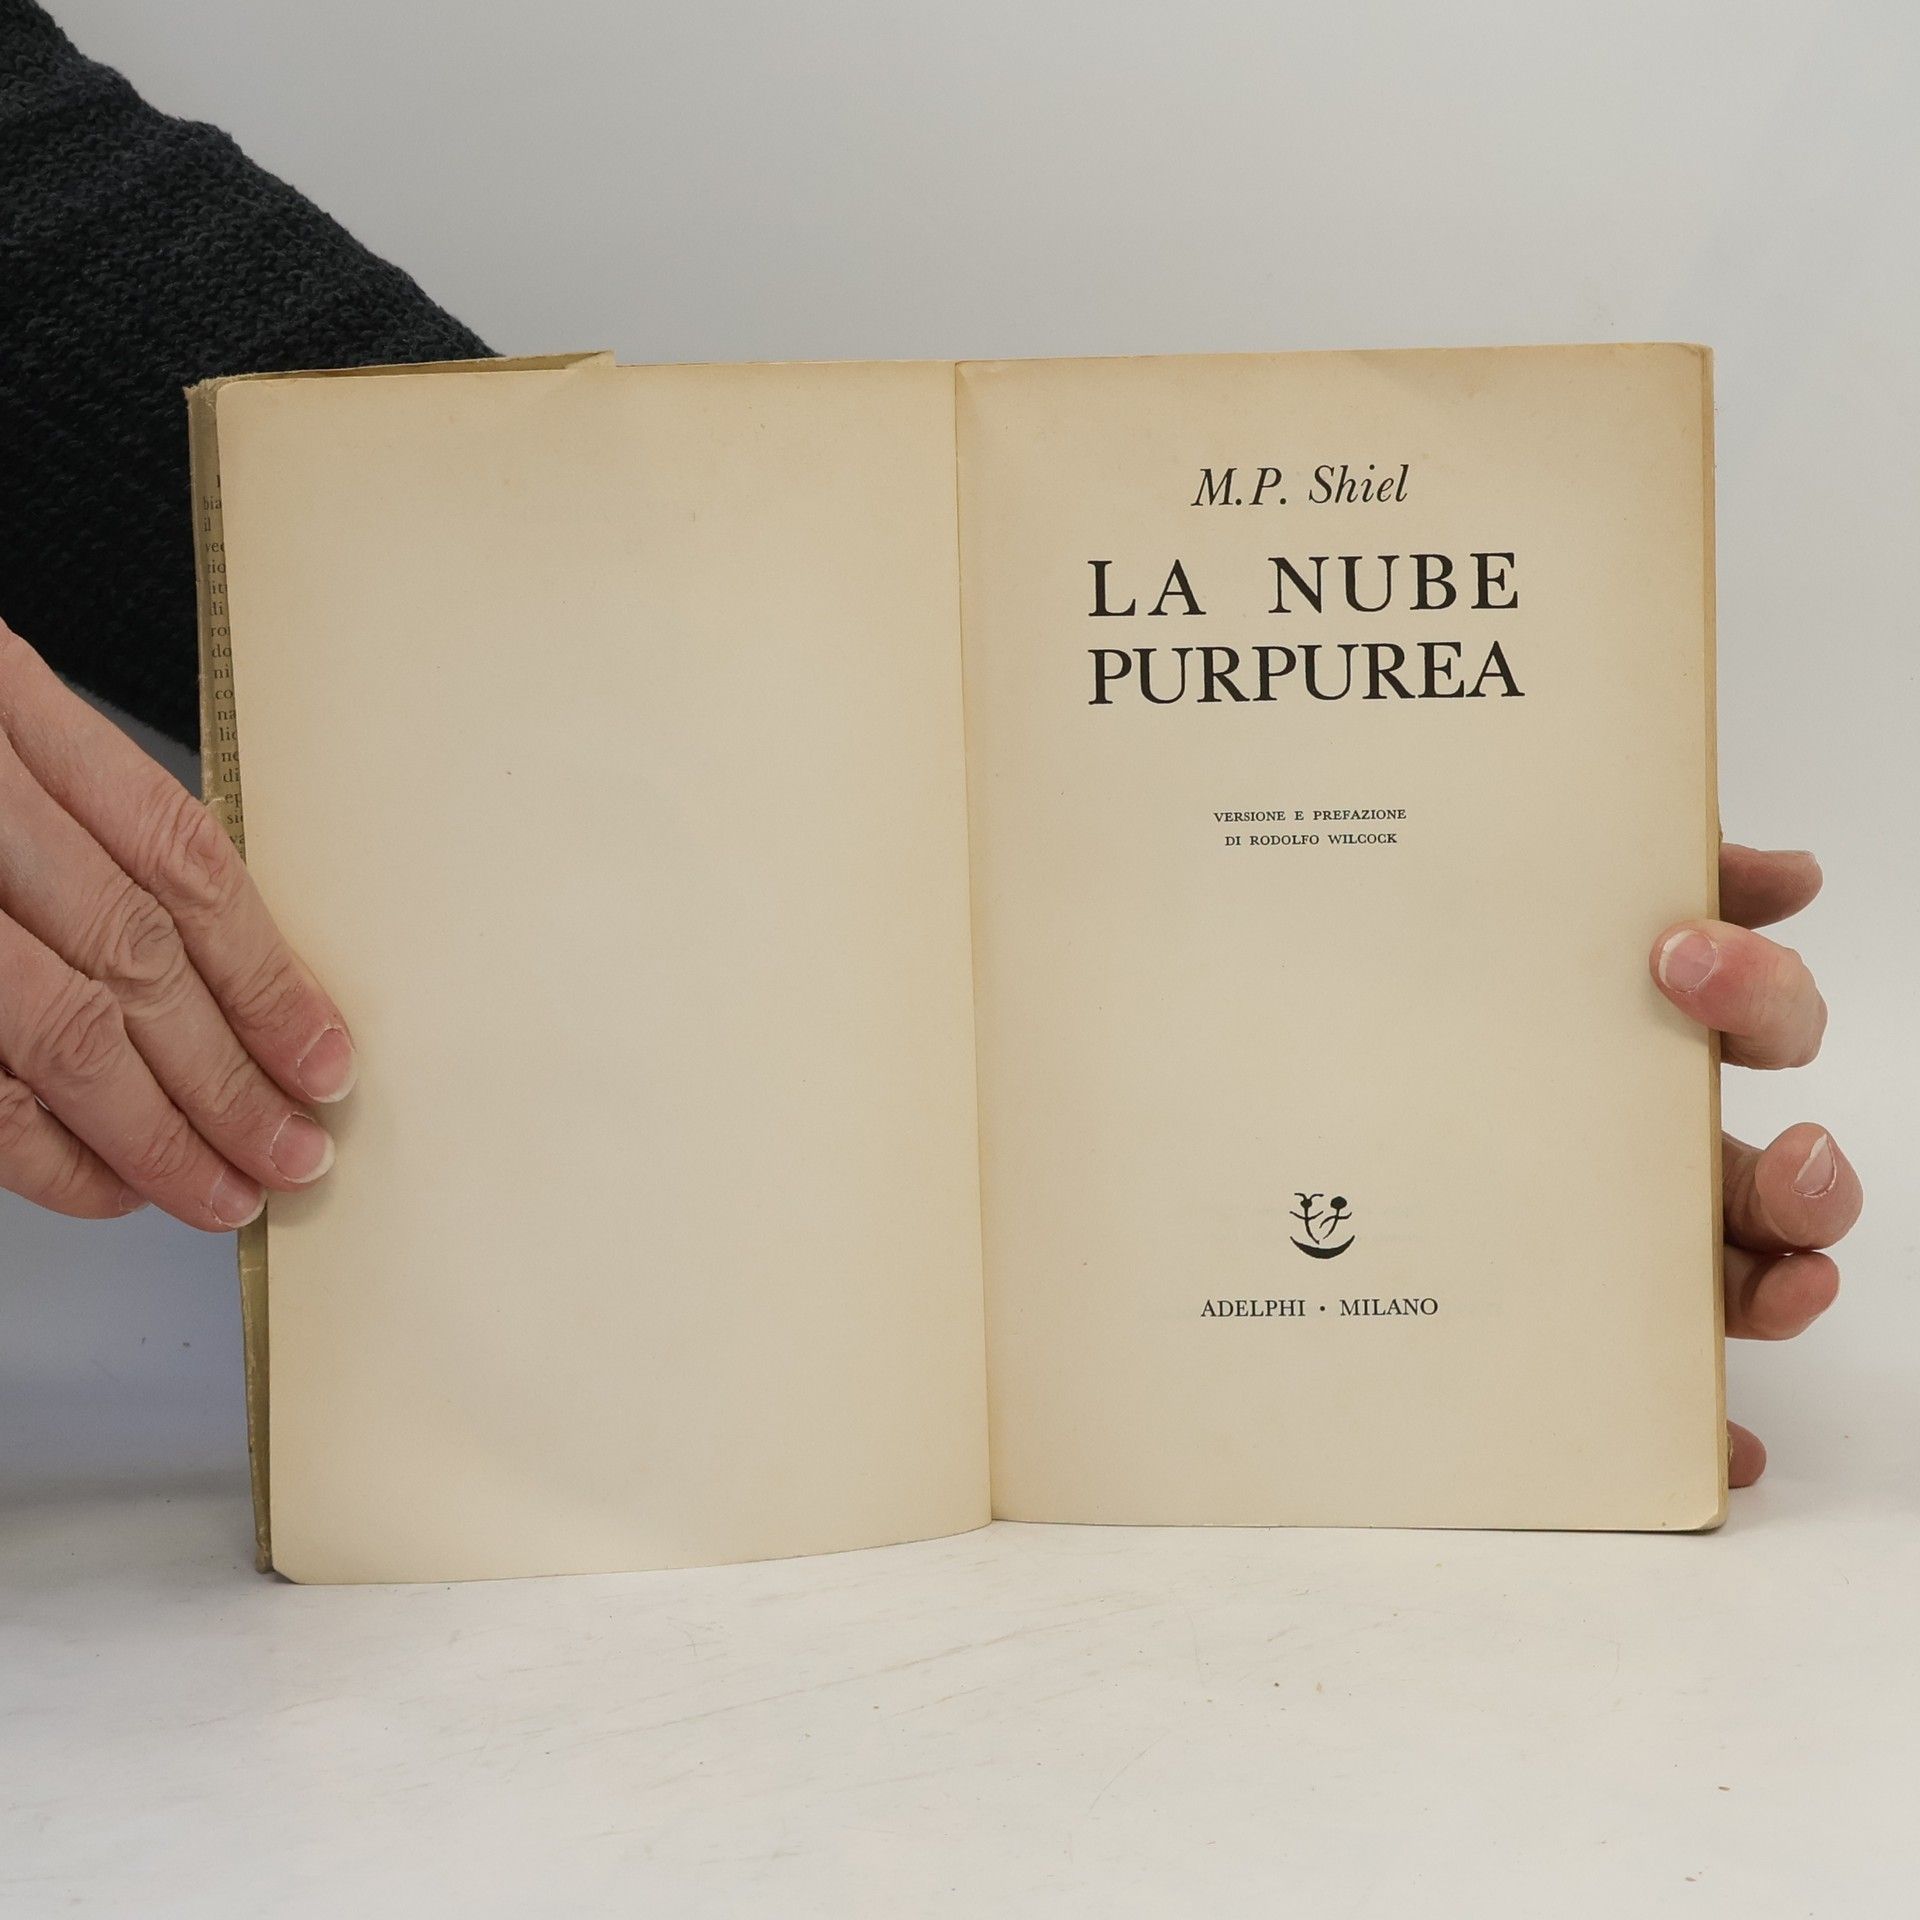 M.P. Shiel
LA NUBE
PURPUREA
VERSIONE E PREFAZIONE
DI RODOLFO WILCOCK
ADELPHI · MILANO